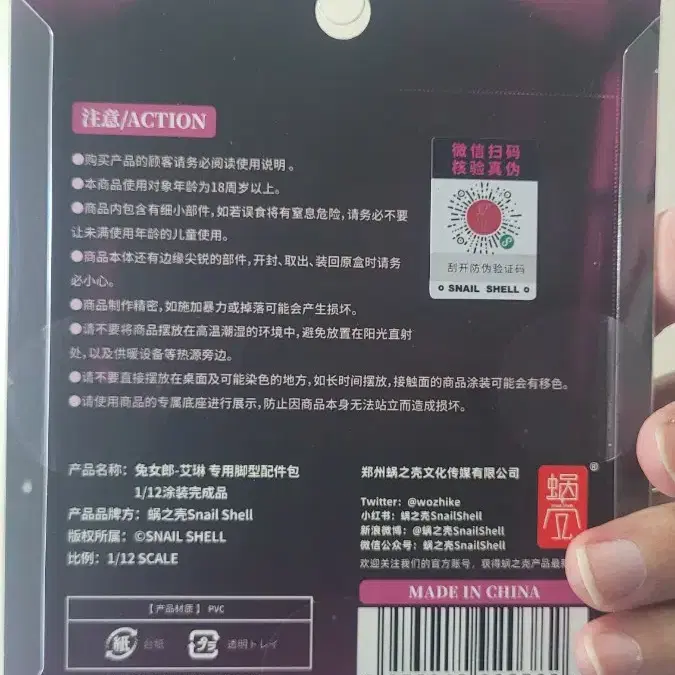 注意/ACTION
●购买产品的顾客请务必阅读使用说明。
●本商品使用对象年龄为18周岁以上。
●商品内包含有细小部件,如若误食将有窒息危险,请务必不要
让未满使用年龄的儿童使用。
●商品本体还有边缘尖锐的部件,开封、取出、装回原盒时请务
必小心。
●商品制作精密,如施加暴力或掉落可能会产生损坏。
●请不要将商品摆放在高温潮湿的环境中,避免放置在阳光直射
处,以及供暖设备等热源旁边。
●请不要直接摆放在桌面及可能染色的地方,如长时间摆放,接触面的商品涂装可能会有移色。
●请使用商品的专属底座进行展示,防止因商品本身无法站立而造成损坏。
微信扫码
核验真伪
刮开防伪验证码
SNAIL SHELL
产品名称: 兔女郎-艾琳 专用脚型配件包
1/12涂装完成品
产品品牌方: 蜗之壳Snail Shell
版权所属: ©SNAIL SHELL
比例: 1/12 SCALE
【产品材质】 PVC
紙 台紙
プラ 透明トレイ
郑州蜗之壳文化传媒有限公司
Twitter: @wozhike
小红书: 蜗之壳SnailShell
新浪微博: @蜗之壳SnailShell
微信公众号: 蜗之壳SnailShell
欢迎关注我们的官方账号, 获得蜗之壳产品最新
®
MADE IN CHINA